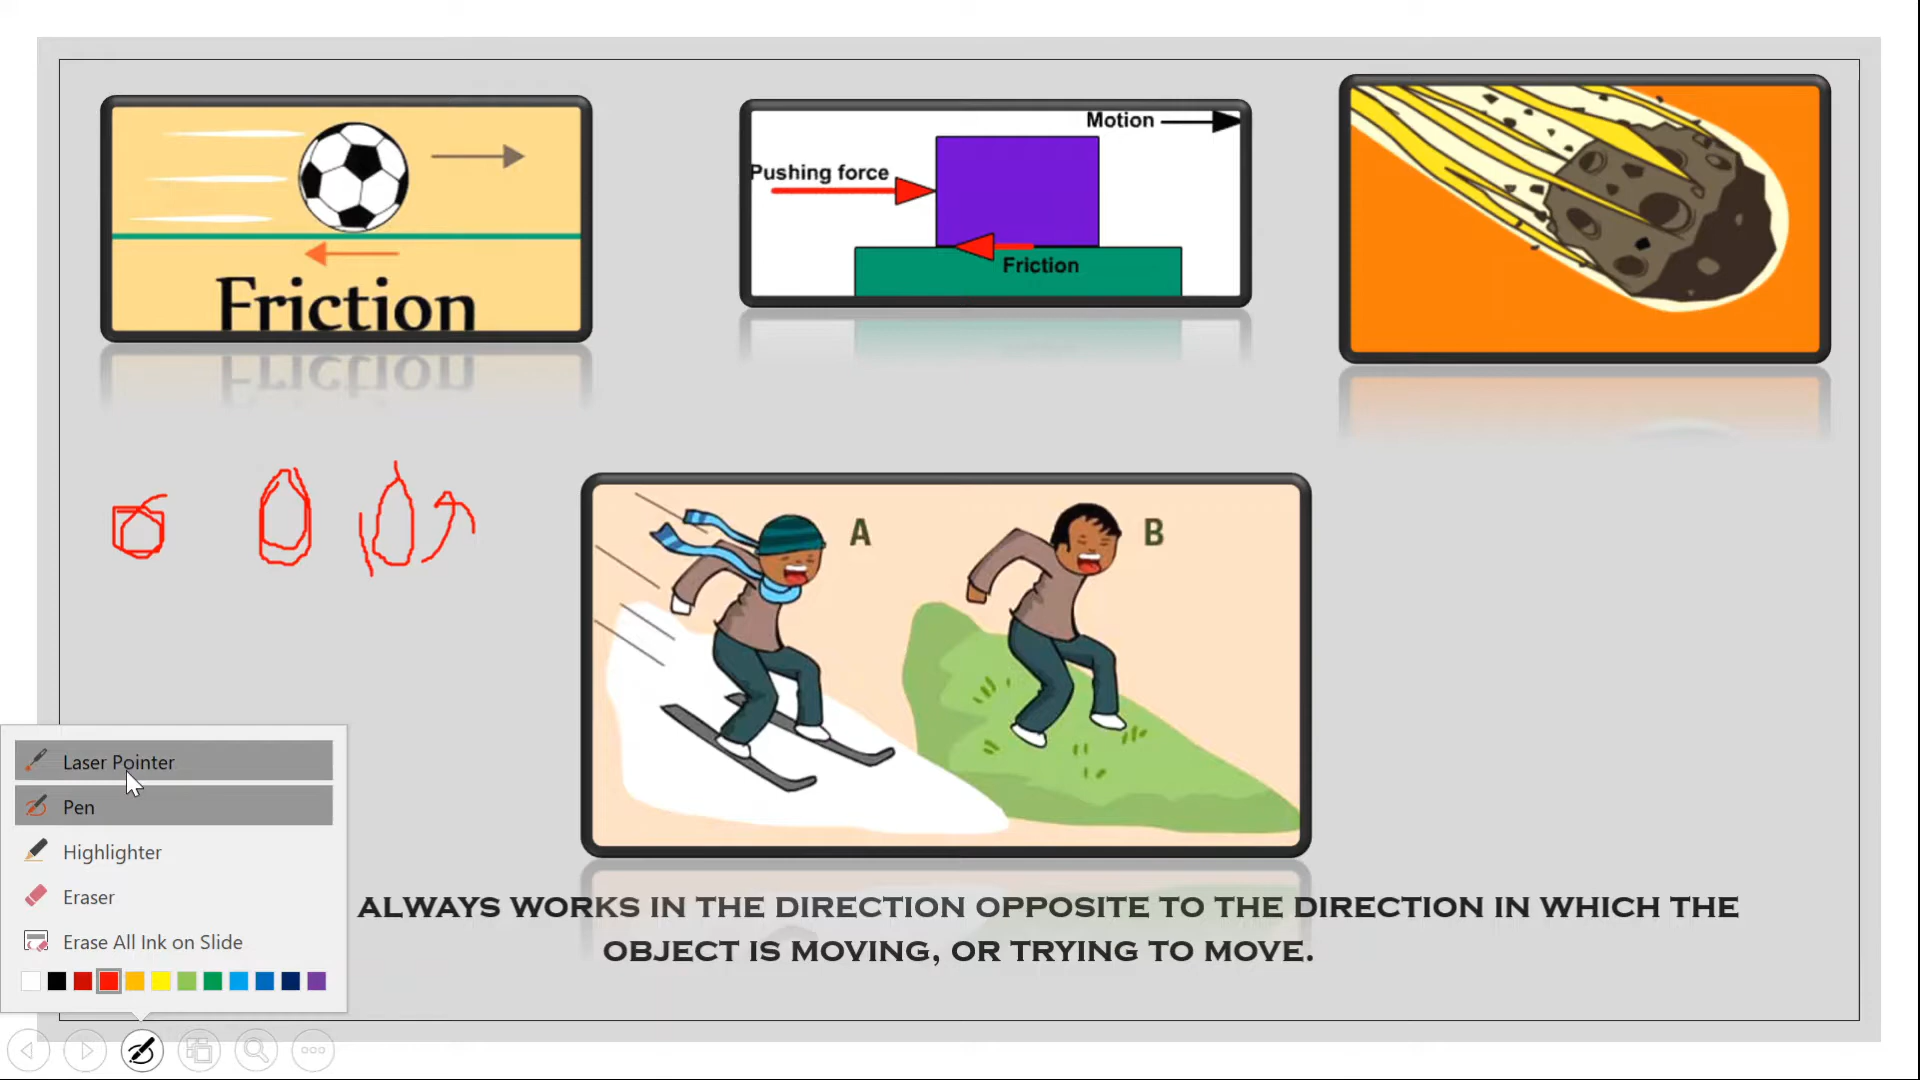 Friction
Motion
Pushing force
Friction
A
B
ALWAYS WORKS IN THE DIRECTION OPPOSITE TO THE DIRECTION IN WHICH THE
OBJECT IS MOVING, OR TRYING TO MOVE.
Laser Pointer
Pen
Highlighter
Eraser
Erase All Ink on Slide